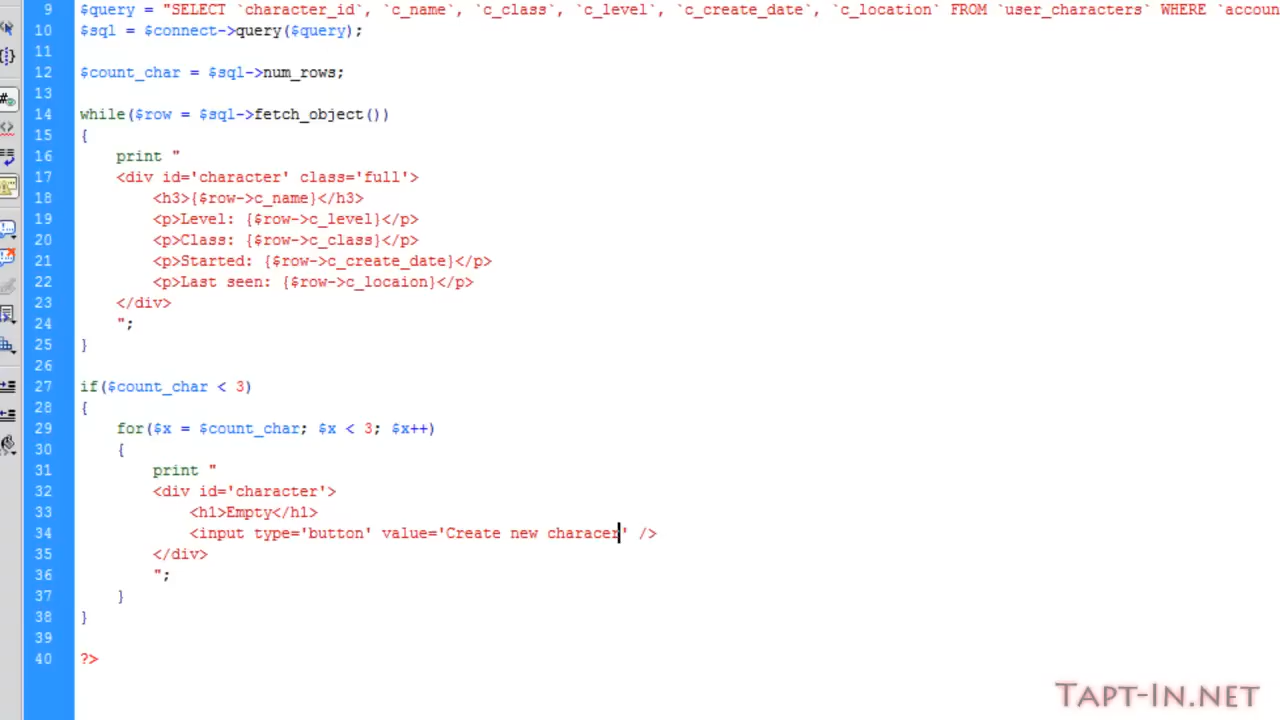 9 $query = "SELECT `character_id`, `c_name`, `c_class`, `c_level`, `c_create_date`, `c_location` FROM `user_characters` WHERE `accoun
10 $sql = $connect->query($query);
11
12 $count_char = $sql->num_rows;
13
14 while($row = $sql->fetch_object())
15 {
16 print "
17 <div id='character' class='full'>
18 <h3>{$row->c_name}</h3>
19 <p>Level: {$row->c_level}</p>
20 <p>Class: {$row->c_class}</p>
21 <p>Started: {$row->c_create_date}</p>
22 <p>Last seen: {$row->c_locaion}</p>
23 </div>
24 ";
25 }
26
27 if($count_char < 3)
28 {
29 for($x = $count_char; $x < 3; $x++)
30 {
31 print "
32 <div id='character'>
33 <h1>Empty</h1>
34 <input type='button' value='Create new characer' />
35 </div>
36 ";
37 }
38 }
39
40 ?>
Tapt-In.net